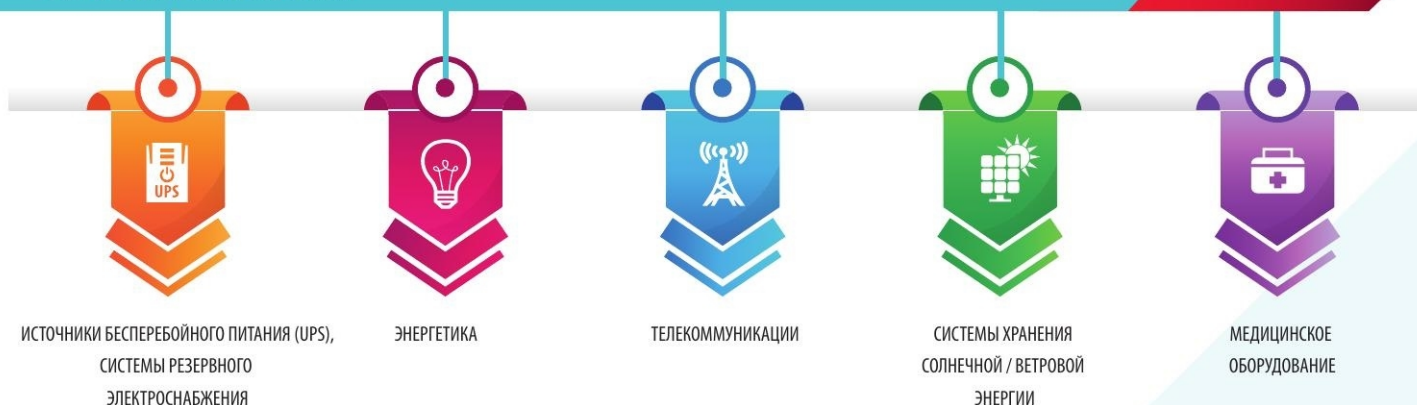 UPS
ИСТОЧНИКИ БЕСПЕРЕБОЙНОГО ПИТАНИЯ (UPS),
СИСТЕМЫ РЕЗЕРВНОГО
ЭЛЕКТРОСНАБЖЕНИЯ
ЭНЕРГЕТИКА
ТЕЛЕКОММУНИКАЦИИ
СИСТЕМЫ ХРАНЕНИЯ
СОЛНЕЧНОЙ / ВЕТРОВОЙ
ЭНЕРГИИ
МЕДИЦИНСКОЕ
ОБОРУДОВАНИЕ